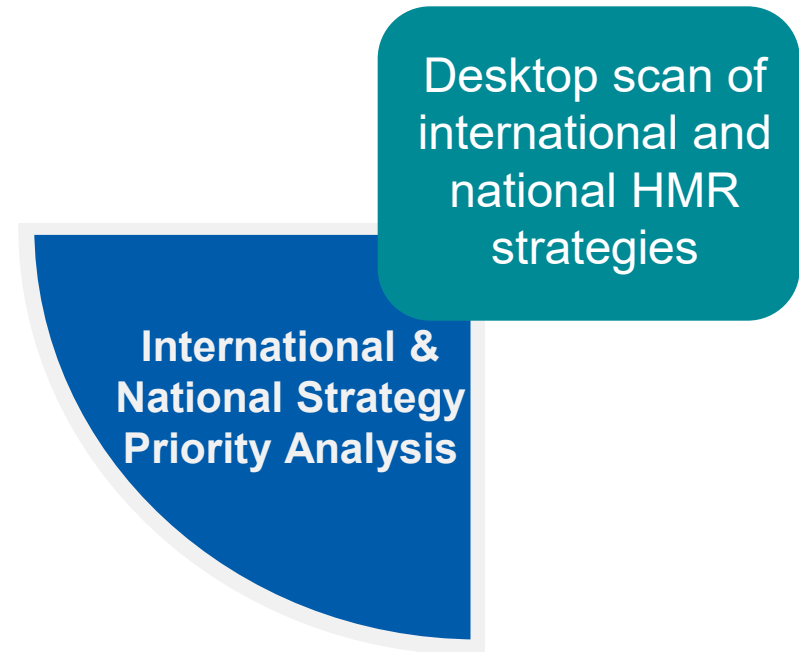 Desktop scan of
international and
national HMR
strategies
International &
National Strategy
Priority Analysis